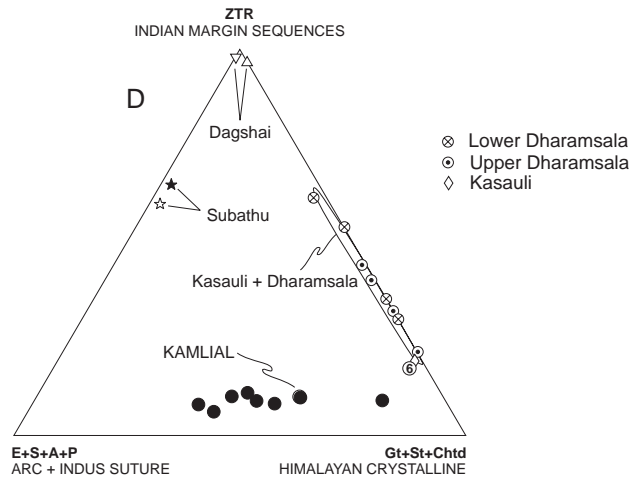 ZTR
INDIAN MARGIN SEQUENCES
D
Dagshai
Lower Dharamsala
Upper Dharamsala
Kasauli
Subathu
Kasauli + Dharamsala
KAMLIAL
6
E+S+A+P
ARC + INDUS SUTURE
Gt+St+Chtd
HIMALAYAN CRYSTALLINE